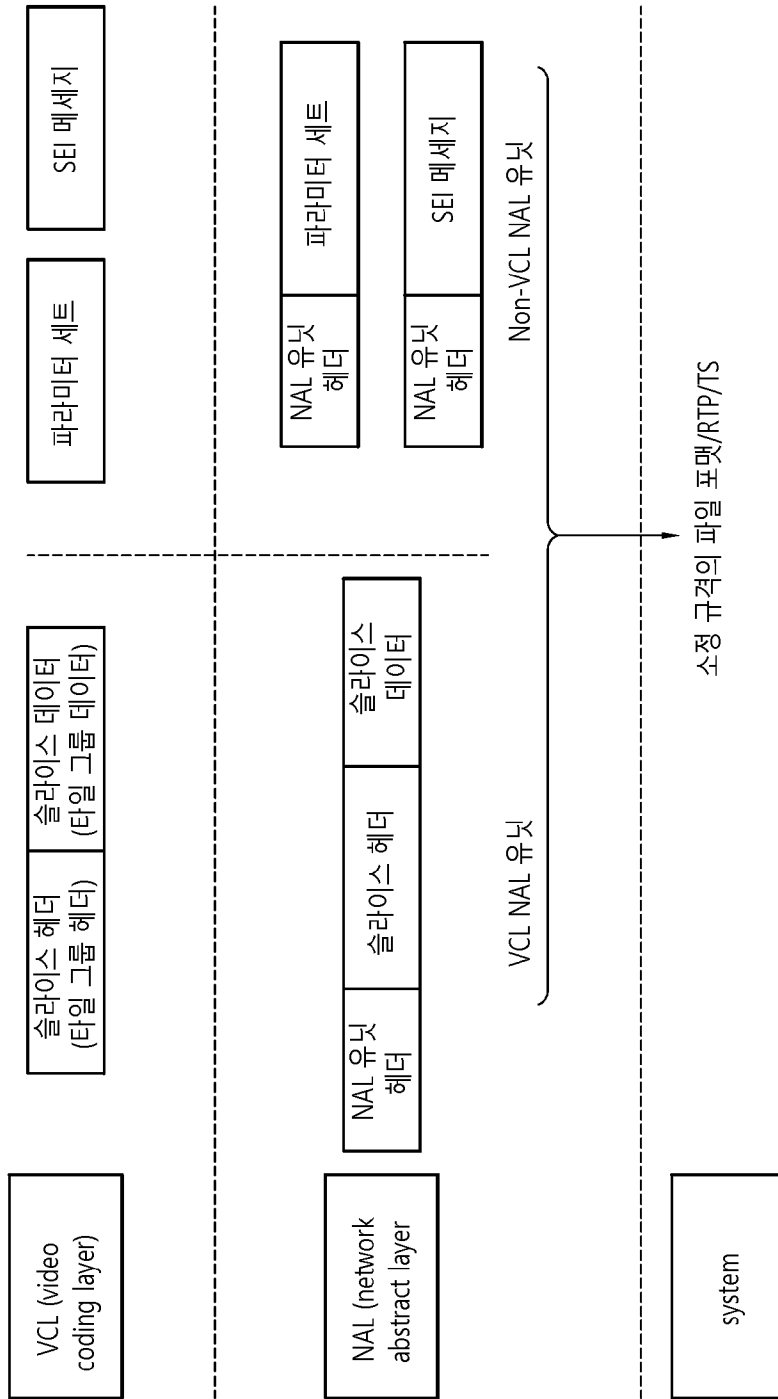 VCL (video
coding layer)
슬라이스 헤더
(타일 그룹 헤더)
슬라이스 데이터
(타일 그룹 데이터)
파라미터 세트
SEI 메세지
NAL (network
abstract layer
NAL 유닛
헤더
슬라이스 헤더
슬라이스
데이터
NAL 유닛
헤더
파라미터 세트
NAL 유닛
헤더
SEI 메세지
VCL NAL 유닛
Non-VCL NAL 유닛
system
소정 규격의 파일 포맷/RTP/TS